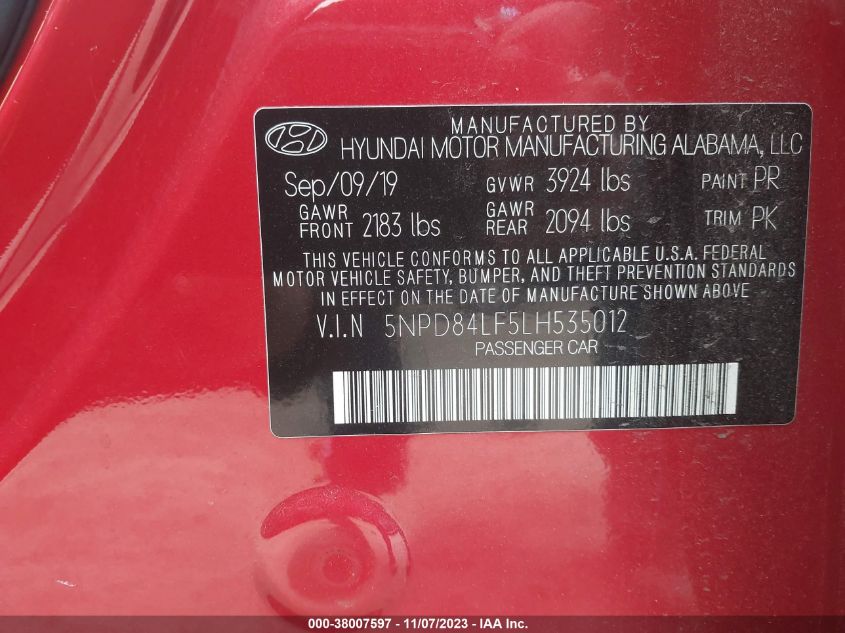 MANUFACTURED BY
HYUNDAI MOTOR MANUFACTURING ALABAMA, LLC
Sep/09/19 GVWR 3924 lbs PAINT PR
GAWR FRONT 2183 lbs GAWR REAR 2094 lbs TRIM PK
THIS VEHICLE CONFORMS TO ALL APPLICABLE U.S.A. FEDERAL
MOTOR VEHICLE SAFETY, BUMPER, AND THEFT PREVENTION STANDARDS
IN EFFECT ON THE DATE OF MANUFACTURE SHOWN ABOVE
V.I.N 5NPD84LF5LH535012
PASSENGER CAR
000-38007597 - 11/07/2023 - IAA Inc.